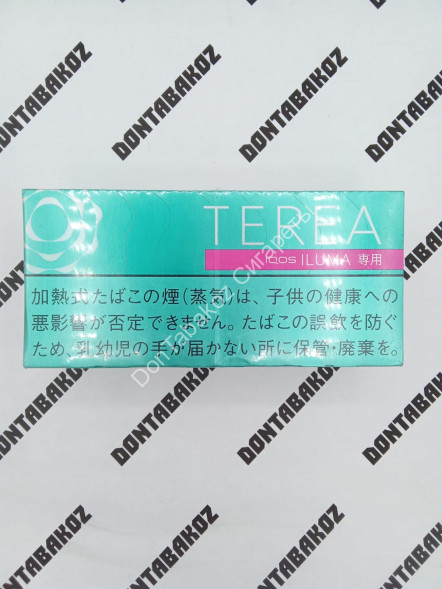 DONTABAKOZ
DONTABAKOZ
DONTABAKOZ
DONTABAKOZ
DONTABAKOZ
TEREA
IQOS ILUMA 専用
加熱式たばこの煙(蒸気)は、子供の健康への
悪影響が否定できません。たばこの誤飲を防ぐ
ため、乳幼児の手が届かない所に保管・廃棄を。
DonTabakoz Сигареты
DONTABAKOZ
DONTABAKOZ
DONTABAKOZ
DONTABAKOZ
DONTABAKOZ